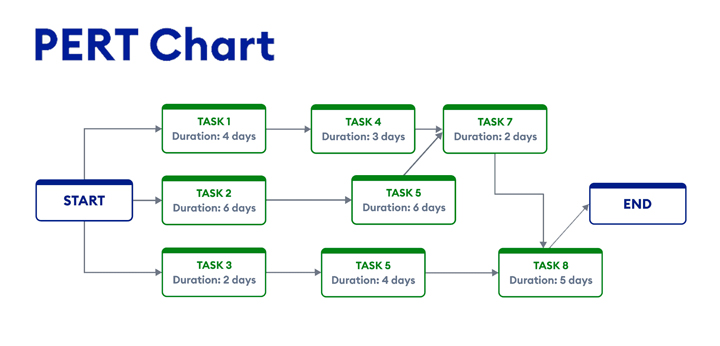 PERT Chart
TASK 1
Duration: 4 days
TASK 4
Duration: 3 days
TASK 7
Duration: 2 days
START
TASK 2
Duration: 6 days
TASK 5
Duration: 6 days
END
TASK 3
Duration: 2 days
TASK 5
Duration: 4 days
TASK 8
Duration: 5 days